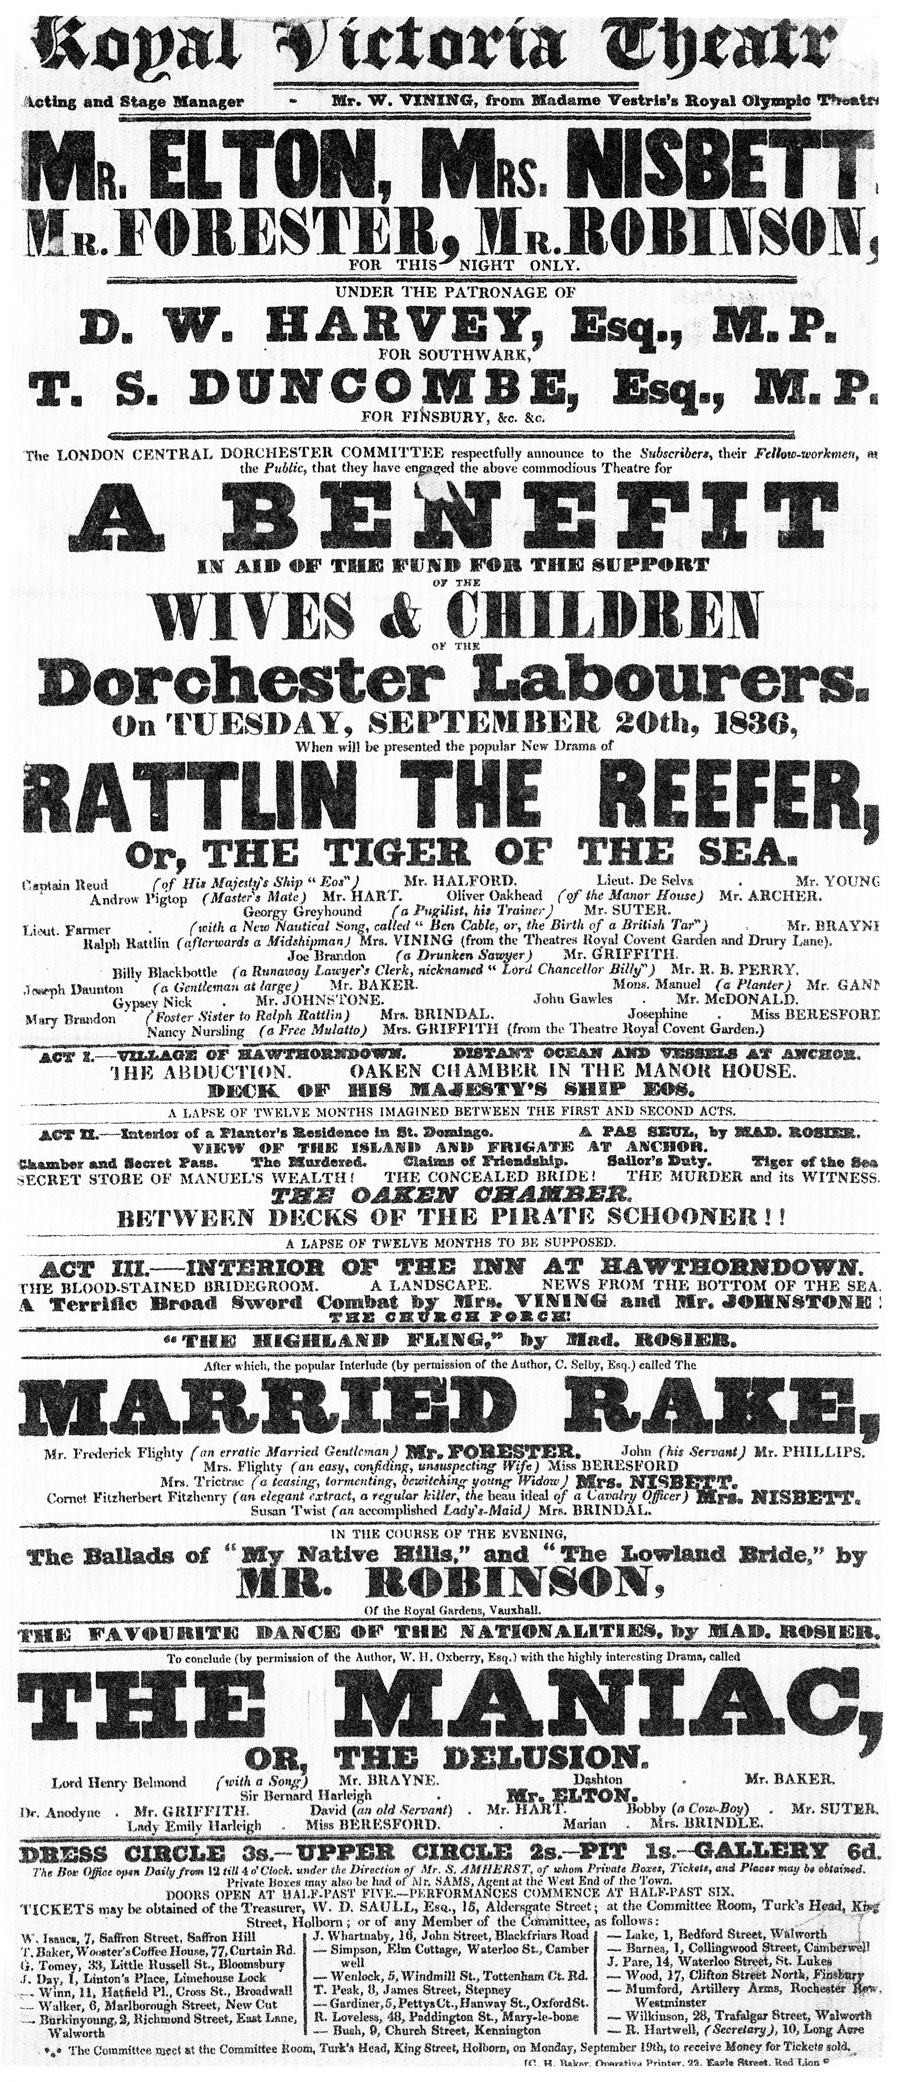 Royal Victoria Theatr
Acting and Stage Manager - Mr. W. VINING, from Madame Vestris's Royal Olympic Theatre
MR. ELTON, MRS. NISBETT,
MR. FORESTER, MR. ROBINSON,
FOR THIS NIGHT ONLY.
UNDER THE PATRONAGE OF
D. W. HARVEY, Esq., M.P.
FOR SOUTHWARK,
T. S. DUNCOMBE, Esq., M.P.
FOR FINSBURY, &c. &c.
The LONDON CENTRAL DORCHESTER COMMITTEE respectfully announce to the Subscribers, their Fellow-workmen, an
the Public, that they have engaged the above commodious Theatre for
A BENEFIT
IN AID OF THE FUND FOR THE SUPPORT
OF THE
WIVES & CHILDREN
OF THE
Dorchester Labourers.
On TUESDAY, SEPTEMBER 20th, 1836,
When will be presented the popular New Drama of
RATTLIN THE REEFER,
Or, THE TIGER OF THE SEA.
Captain Reud (of His Majesty's Ship "Eos") Mr. HALFORD. Lieut. De Selva . Mr. YOUNG
Andrew Pigtop (Master's Mate) Mr. HART. Oliver Oakhead (of the Manor House) Mr. ARCHER.
Georgy Greyhound (a Pugilist, his Trainer) Mr. SUTER.
Lieut. Farmer . (with a New Nautical Song, called "Ben Cable, or, the Birth of a British Tar") . Mr. BRAYNE
Ralph Rattlin (afterwards a Midshipman) Mrs. VINING (from the Theatres Royal Covent Garden and Drury Lane).
Joe Brandon (a Drunken Sawyer) Mr. GRIFFITH.
Billy Blackbottle (a Runaway Lawyer's Clerk, nicknamed "Lord Chancellor Billy") Mr. R. B. PERRY.
Joseph Daunton (a Gentleman at large) Mr. BAKER. Mons. Manuel (a Planter) Mr. GANN
Gypsey Nick . Mr. JOHNSTONE. John Gawles . Mr. McDONALD.
Mary Brandon (Foster Sister to Ralph Rattlin) Mrs. BRINDAL. Josephine . Miss BERESFORD
Nancy Nursling (a Free Mulatto) Mrs. GRIFFITH (from the Theatre Royal Covent Garden.)
ACT I.—VILLAGE OF HAWTHORNDOWN. DISTANT OCEAN AND VESSELS AT ANCHOR.
THE ABDUCTION. OAKEN CHAMBER IN THE MANOR HOUSE.
DECK OF HIS MAJESTY'S SHIP EOS.
A LAPSE OF TWELVE MONTHS IMAGINED BETWEEN THE FIRST AND SECOND ACTS.
ACT II.—Interior of a Planter's Residence in St. Domingo. A PAS SEUL, by MAD. ROSIER.
VIEW OF THE ISLAND AND FRIGATE AT ANCHOR.
Chamber and Secret Pass. The Murdered. Claims of Friendship. Sailor's Duty. Tiger of the Sea
SECRET STORE OF MANUEL'S WEALTH! THE CONCEALED BRIDE! THE MURDER and its WITNESS.
THE OAKEN CHAMBER.
BETWEEN DECKS OF THE PIRATE SCHOONER!!
A LAPSE OF TWELVE MONTHS TO BE SUPPOSED.
ACT III.—INTERIOR OF THE INN AT HAWTHORNDOWN.
THE BLOOD-STAINED BRIDEGROOM. A LANDSCAPE. NEWS FROM THE BOTTOM OF THE SEA.
A Terrific Broad Sword Combat by Mrs. VINING and Mr. JOHNSTONE!
THE CHURCH PORCH!
"THE HIGHLAND FLING," by Mad. ROSIER.
After which, the popular Interlude (by permission of the Author, C. Selby, Esq.) called The
MARRIED RAKE,
Mr. Frederick Flighty (an erratic Married Gentleman) Mr. FORESTER. John (his Servant) Mr. PHILLIPS.
Mrs. Flighty (an easy, confiding, unsuspecting Wife) Miss BERESFORD
Mrs. Trictrac (a teasing, tormenting, bewitching young Widow) Mrs. NISBETT.
Cornet Fitzherbert Fitzhenry (an elegant extract, a regular killer, the beau ideal of a Cavalry Officer) Mrs. NISBETT.
Susan Twist (an accomplished Lady's-Maid) Mrs. BRINDAL.
IN THE COURSE OF THE EVENING,
The Ballads of "My Native Hills," and "The Lowland Bride," by
MR. ROBINSON,
Of the Royal Gardens, Vauxhall.
THE FAVOURITE DANCE OF THE NATIONALITIES, by MAD. ROSIER.
To conclude (by permission of the Author, W. H. Oxberry, Esq.) with the highly interesting Drama, called
THE MANIAC,
OR, THE DELUSION.
Lord Henry Belmond (with a Song) Mr. BRAYNE. Dashton . Mr. BAKER.
Sir Bernard Harleigh . Mr. ELTON.
Dr. Anodyne . Mr. GRIFFITH. David (an old Servant) . Mr. HART. Bobby (a Cow-Boy) . Mr. SUTER.
Lady Emily Harleigh . Miss BERESFORD. . Marian . Mrs. BRINDLE.
DRESS CIRCLE 3s.—UPPER CIRCLE 2s.—PIT 1s.—GALLERY 6d.
The Box Office open Daily from 12 till 4 o'Clock, under the Direction of Mr. S. AMHERST, of whom Private Boxes, Tickets, and Places may be obtained.
Private Boxes may also be had of Mr. SAMS, Agent at the West End of the Town.
DOORS OPEN AT HALF-PAST FIVE.—PERFORMANCES COMMENCE AT HALF-PAST SIX.
TICKETS may be obtained of the Treasurer, W. D. SAULL, Esq., 15, Aldersgate Street; at the Committee Room, Turk's Head, King
Street, Holborn; or of any Member of the Committee, as follows:
W. Isaacs, 7, Saffron Street, Saffron Hill
T. Baker, Wooster's Coffee House, 77, Curtain Rd.
G. Tomey, 33, Little Russell St., Bloomsbury
J. Day, 1, Linton's Place, Limehouse Lock
— Winn, 11, Hatfield Pl., Cross St., Broadwall
— Walker, 6, Marlborough Street, New Cut
— Barkinyoung, 2, Richmond Street, East Lane,
Walworth
J. Whartnaby, 16, John Street, Blackfriars Road
— Simpson, Elm Cottage, Waterloo St., Camber
well
— Wenlock, 5, Windmill St., Tottenham Ct. Rd.
T. Peak, 8, James Street, Stepney
— Gardiner, 5, Pettys Ct., Hanway St., Oxford St.
R. Loveless, 48, Paddington St., Mary-le-bone
— Bush, 9, Church Street, Kennington
— Lake, 1, Bedford Street, Walworth
— Barnes, 1, Collingwood Street, Camberwell
J. Pare, 14, Waterloo Street, St. Lukes
— Wood, 17, Clifton Street North, Finsbury
— Mumford, Artillery Arms, Rochester Row,
Westminster
— Wilkinson, 28, Trafalgar Street, Walworth
— R. Hartwell, (Secretary), 10, Long Acre
*** The Committee meet at the Committee Room, Turk's Head, King Street, Holborn, on Monday, September 19th, to receive Money for Tickets sold.
[C. H. Baker, Operative Printer, 22, Eagle Street, Red Lion S